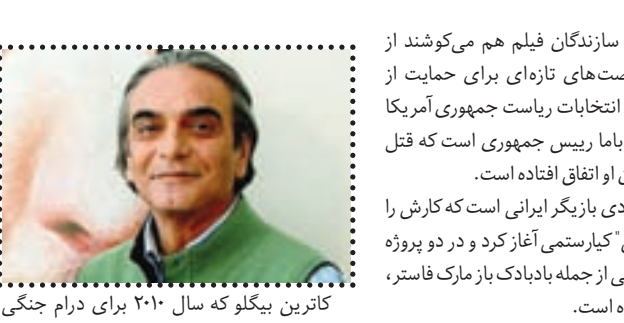 سازندگان فیلم هم می‌کوشند از
صت‌های تازه‌ای برای حمایت از
انتخابات ریاست جمهوری آمریکا
باما رییس جمهوری است که قتل
او اتفاق افتاده است.
دی بازیگر ایرانی است که کارش را
" کیارستمی آغاز کرد و در دو پروژه
ی از جمله بادبادک باز مارک فاستر،
ه است.
کاترین بیگلو که سال ۲۰۱۰ برای درام جنگی